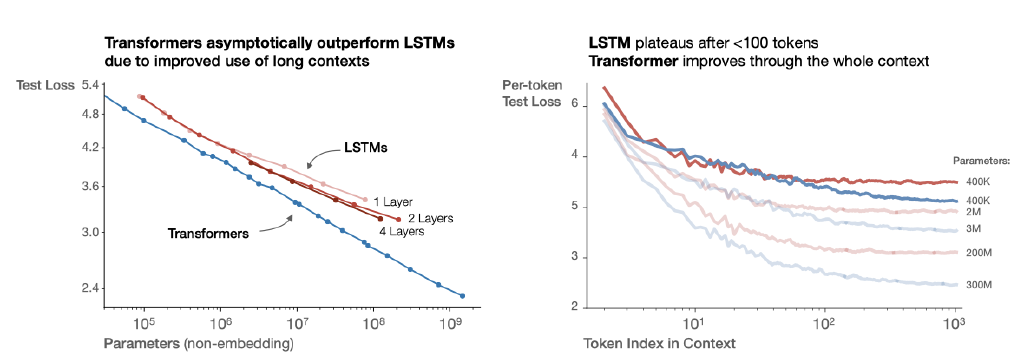 Transformers asymptotically outperform LSTMs
due to improved use of long contexts
Test Loss
5.4
4.8
4.2
3.6
3.0
2.4
LSTMs
1 Layer
2 Layers
4 Layers
Transformers
10⁵
10⁶
10⁷
10⁸
10⁹
Parameters (non-embedding)
LSTM plateaus after <100 tokens
Transformer improves through the whole context
Per-token
Test Loss
6
4
5
3
2
Parameters:
400K
400K
2M
3M
200M
300M
10¹
10²
10³
Token Index in Context